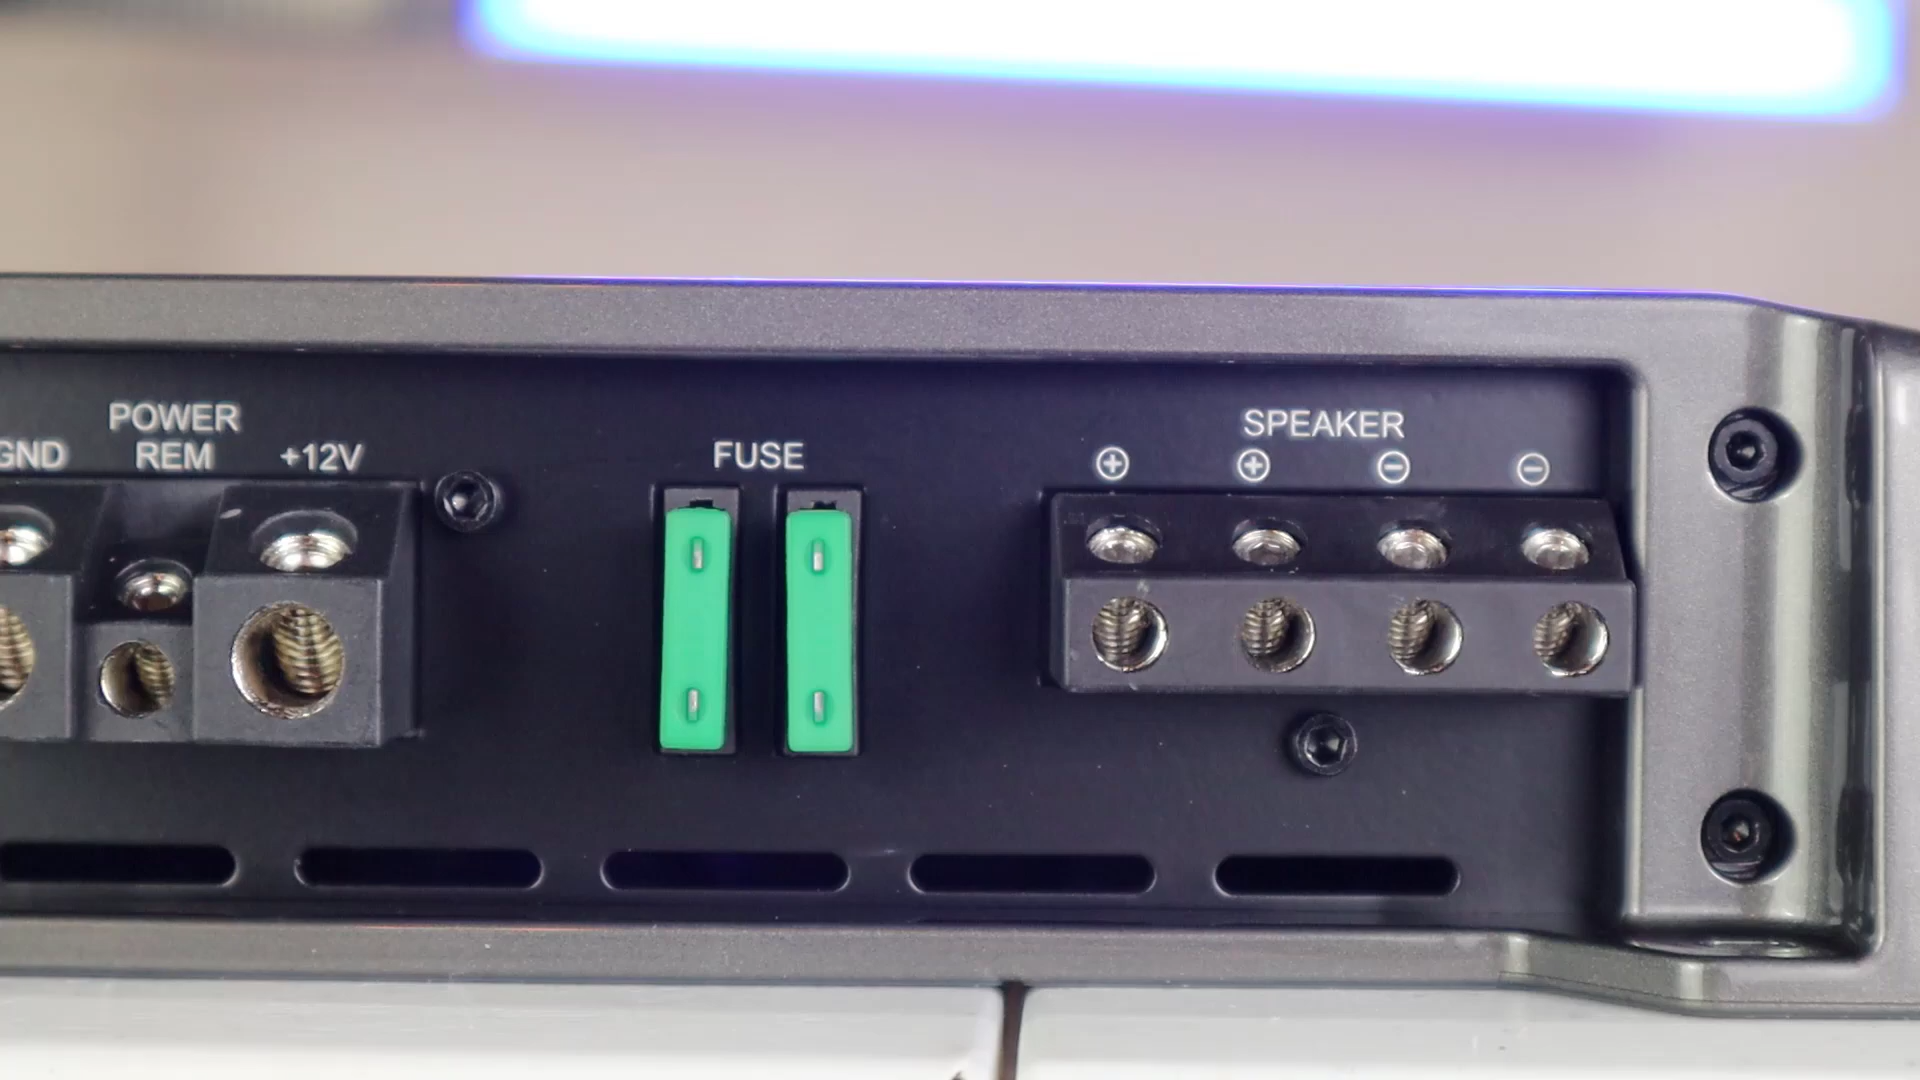 POWER
GND REM +12V
FUSE
SPEAKER
⊕ ⊕ ⊖ ⊖